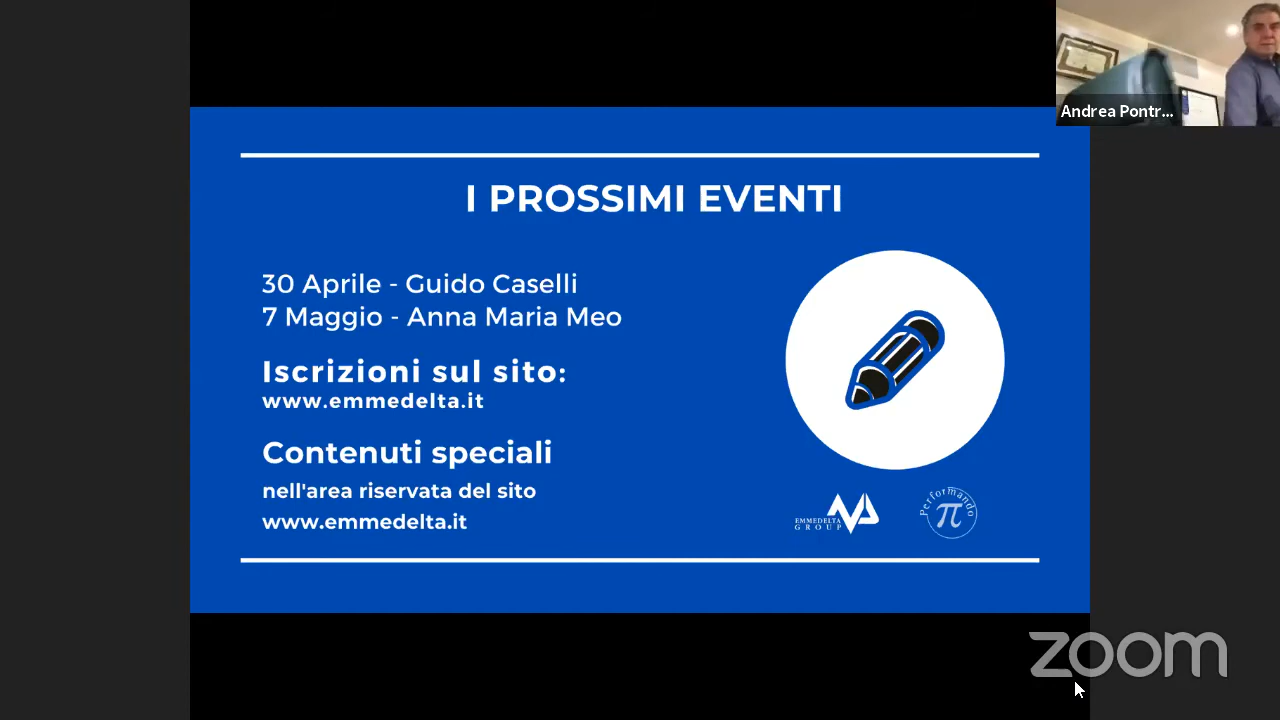 Andrea Pontr...
I PROSSIMI EVENTI
30 Aprile - Guido Caselli
7 Maggio - Anna Maria Meo
Iscrizioni sul sito:
www.emmedelta.it
Contenuti speciali
nell'area riservata del sito
www.emmedelta.it
EMMEDELTA
GROUP
Performando
π
zoom